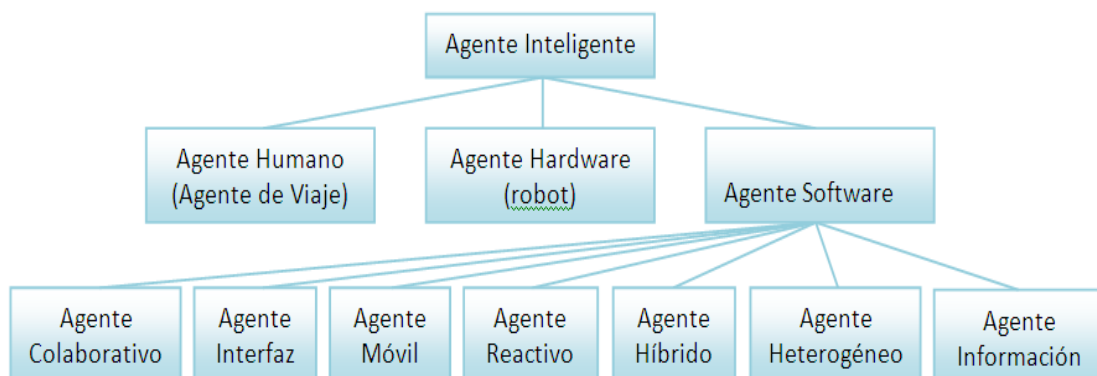 Agente Inteligente
Agente Humano
(Agente de Viaje)
Agente Hardware
(robot)
Agente Software
Agente
Colaborativo
Agente
Interfaz
Agente
Móvil
Agente
Reactivo
Agente
Híbrido
Agente
Heterogéneo
Agente
Información